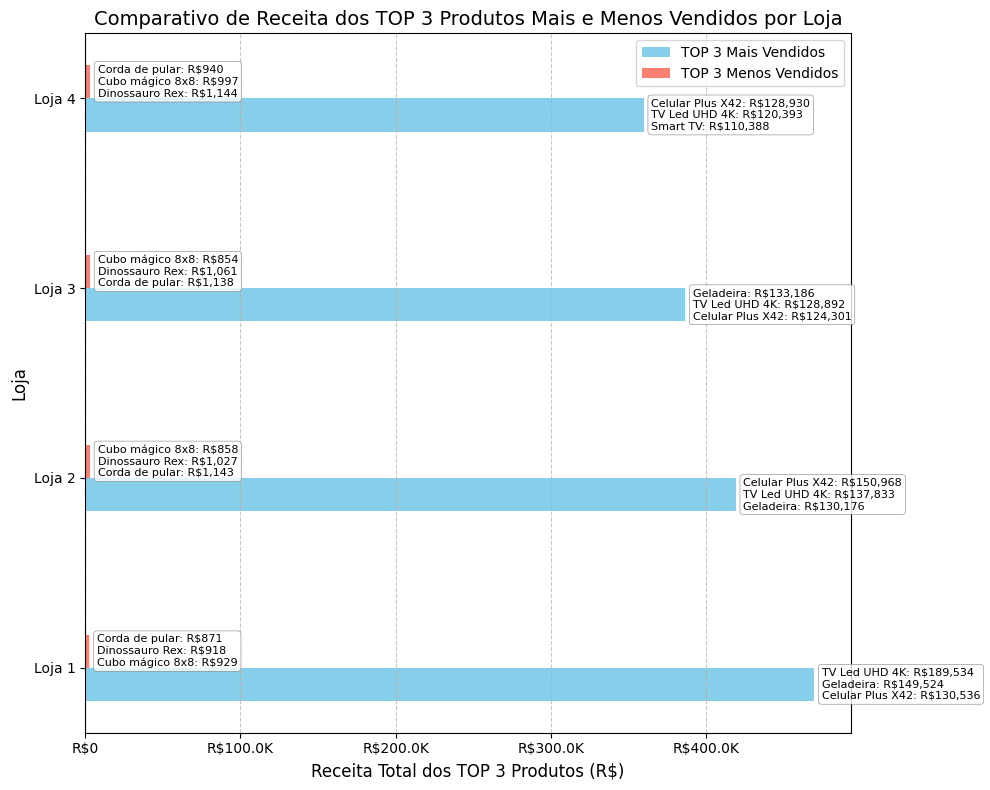 Comparativo de Receita dos TOP 3 Produtos Mais e Menos Vendidos por Loja
TOP 3 Mais Vendidos
TOP 3 Menos Vendidos
Loja 4
Corda de pular: R$940
Cubo mágico 8x8: R$997
Dinossauro Rex: R$1,144
Celular Plus X42: R$128,930
TV Led UHD 4K: R$120,393
Smart TV: R$110,388
Loja 3
Cubo mágico 8x8: R$854
Dinossauro Rex: R$1,061
Corda de pular: R$1,138
Geladeira: R$133,186
TV Led UHD 4K: R$128,892
Celular Plus X42: R$124,301
Loja
Loja 2
Cubo mágico 8x8: R$858
Dinossauro Rex: R$1,027
Corda de pular: R$1,143
Celular Plus X42: R$150,968
TV Led UHD 4K: R$137,833
Geladeira: R$130,176
Loja 1
Corda de pular: R$871
Dinossauro Rex: R$918
Cubo mágico 8x8: R$929
TV Led UHD 4K: R$189,534
Geladeira: R$149,524
Celular Plus X42: R$130,536
R$0 R$100.0K R$200.0K R$300.0K R$400.0K
Receita Total dos TOP 3 Produtos (R$)